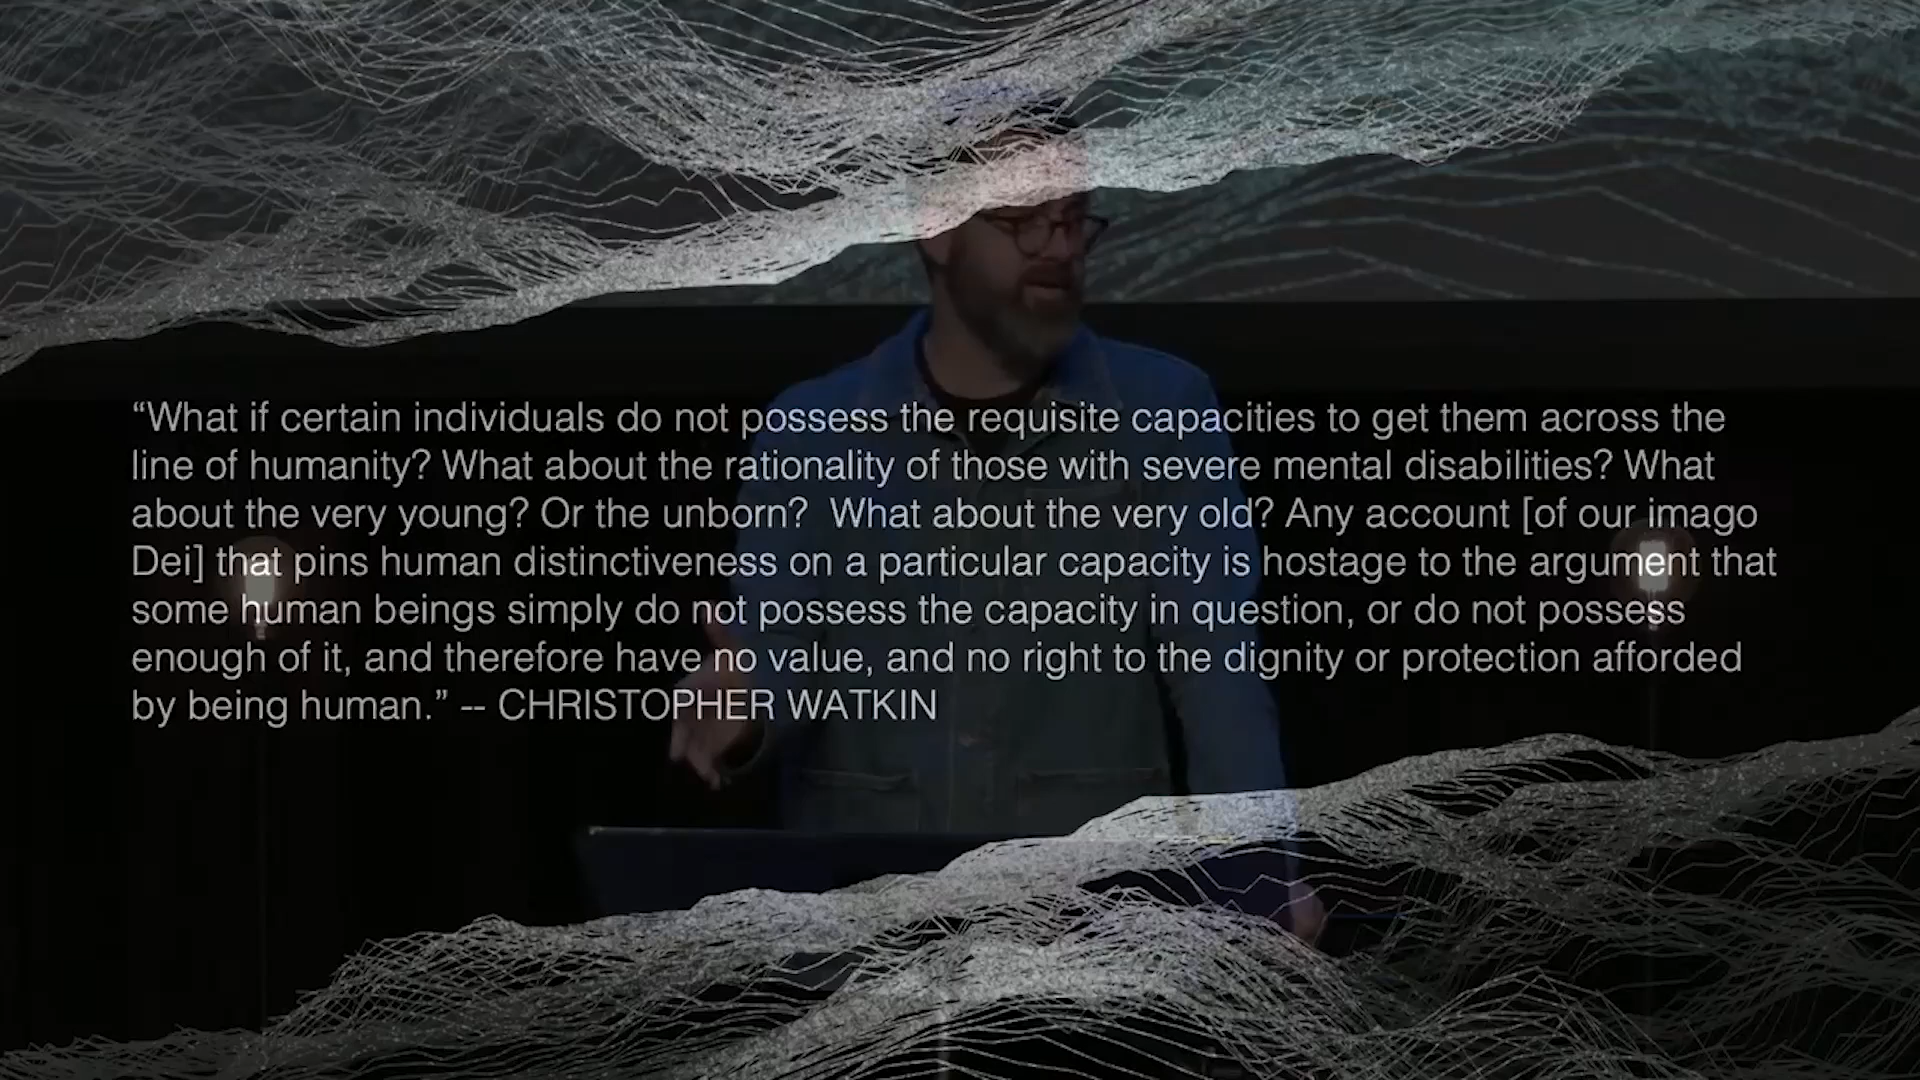 “What if certain individuals do not possess the requisite capacities to get them across the
line of humanity? What about the rationality of those with severe mental disabilities? What
about the very young? Or the unborn?  What about the very old? Any account [of our imago
Dei] that pins human distinctiveness on a particular capacity is hostage to the argument that
some human beings simply do not possess the capacity in question, or do not possess
enough of it, and therefore have no value, and no right to the dignity or protection afforded
by being human.” -- CHRISTOPHER WATKIN